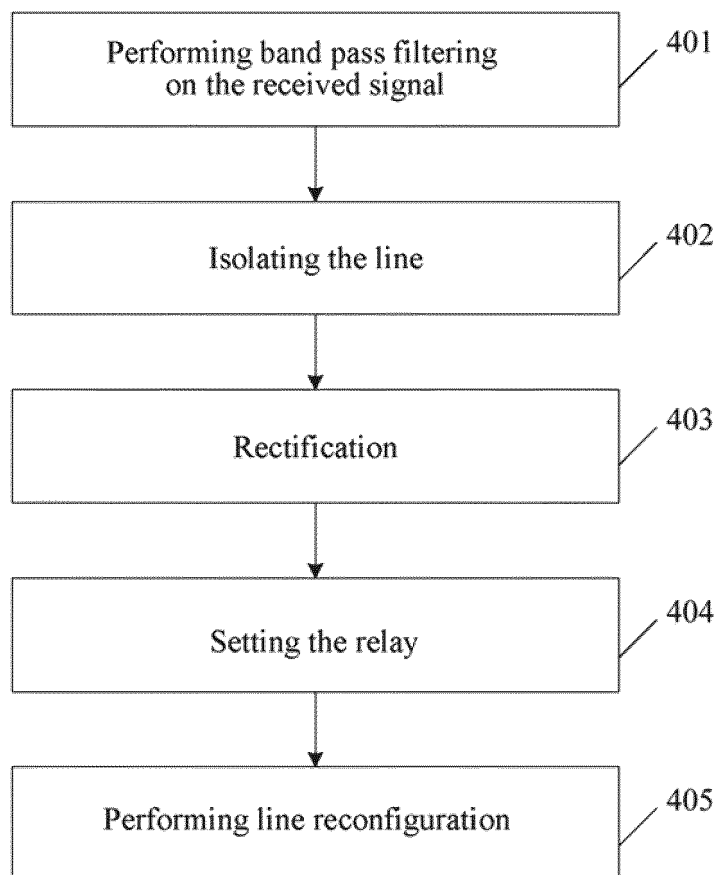 Performing band pass filtering
on the received signal
401
Isolating the line
402
Rectification
403
Setting the relay
404
Performing line reconfiguration
405